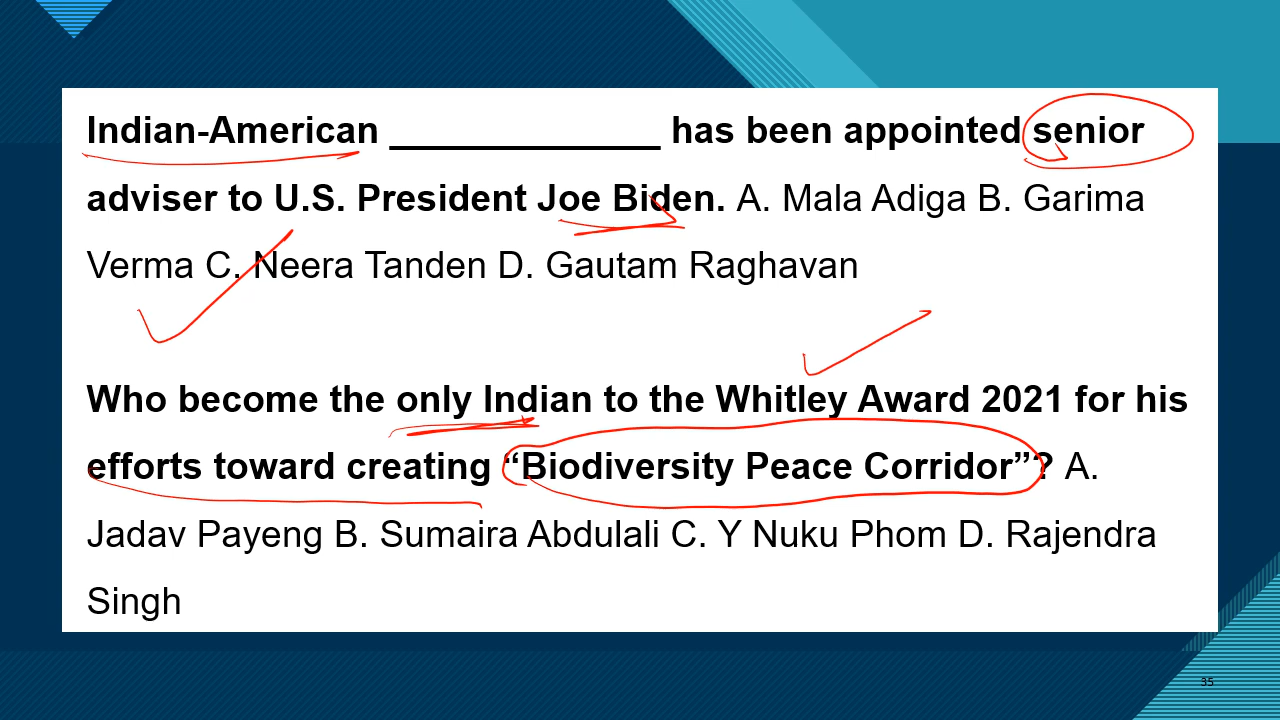 Indian-American _____________ has been appointed senior
adviser to U.S. President Joe Biden. A. Mala Adiga B. Garima
Verma C. Neera Tanden D. Gautam Raghavan
Who become the only Indian to the Whitley Award 2021 for his
efforts toward creating “Biodiversity Peace Corridor”? A.
Jadav Payeng B. Sumaira Abdulali C. Y Nuku Phom D. Rajendra
Singh
35